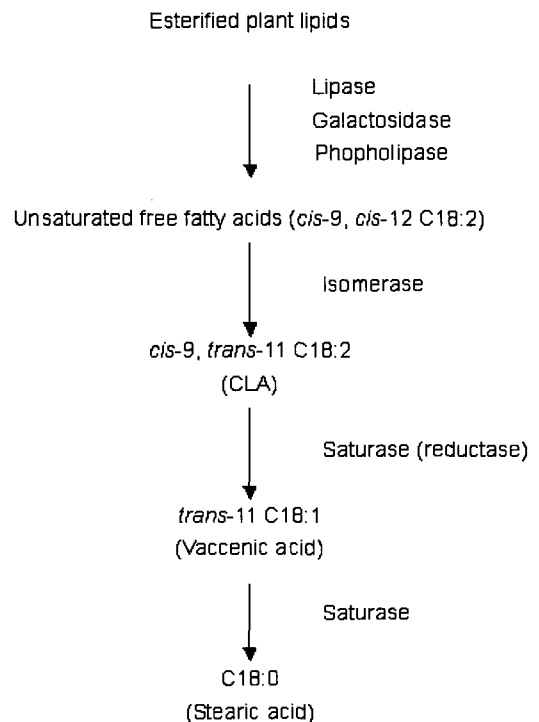 Esterified plant lipids
Lipase
Galactosidase
Phopholipase
Unsaturated free fatty acids (cis-9, cis-12 C18:2)
Isomerase
cis-9, trans-11 C18:2
(CLA)
Saturase (reductase)
trans-11 C18:1
(Vaccenic acid)
Saturase
C18:0
(Stearic acid)